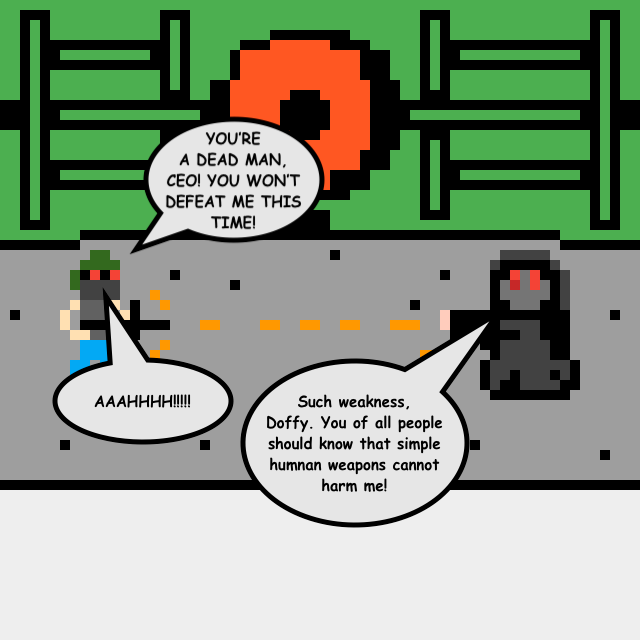 YOU'RE
A DEAD MAN,
CEO! YOU WON'T
DEFEAT ME THIS
TIME!
AAAHHHH!!!!!
Such weakness,
Doffy. You of all people
should know that simple
humnan weapons cannot
harm me!